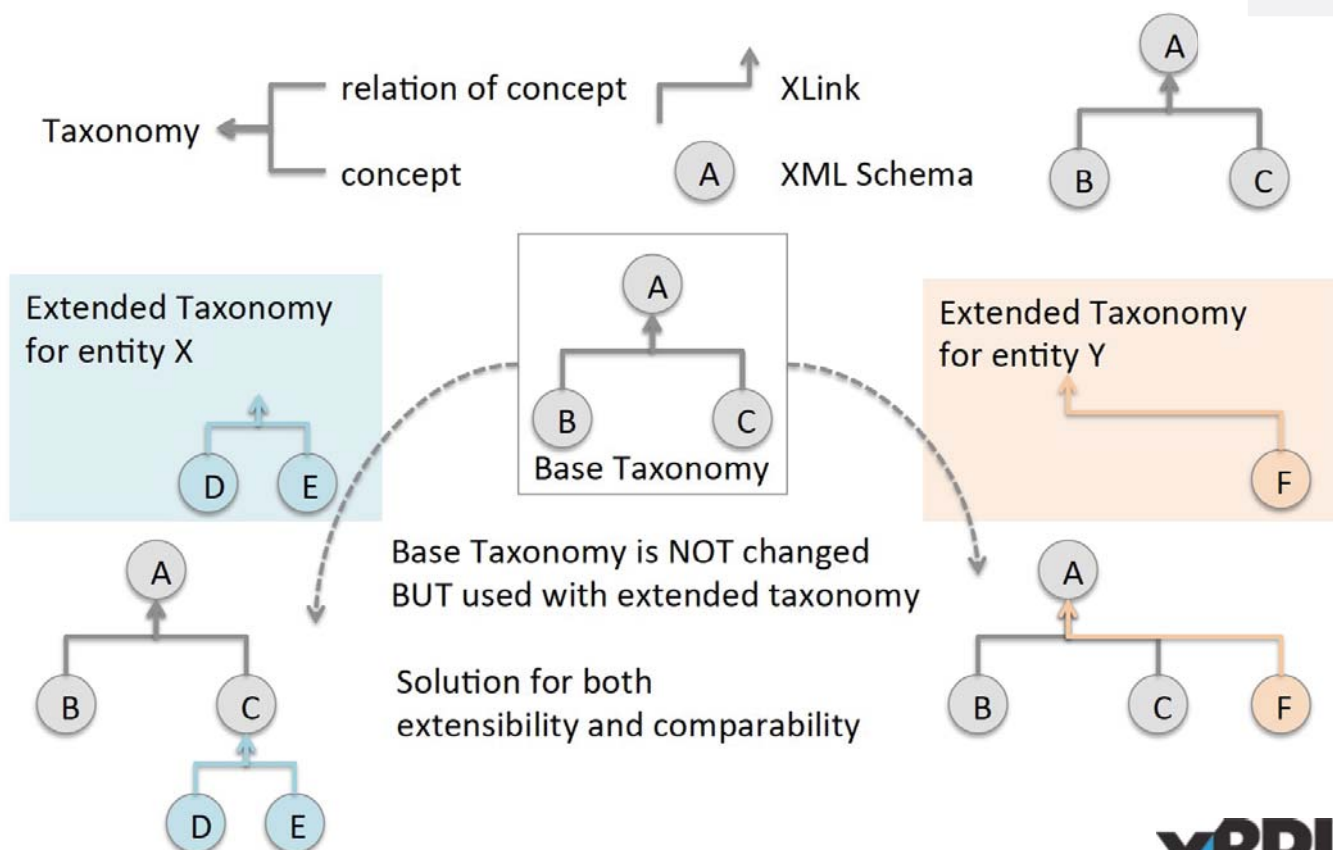 A
relation of concept
XLink
Taxonomy
concept
A
XML Schema
B
C
Extended Taxonomy
for entity X
D
E
A
B
C
Base Taxonomy
Extended Taxonomy
for entity Y
F
Base Taxonomy is NOT changed
BUT used with extended taxonomy
Solution for both
extensibility and comparability
A
B
C
D
E
A
B
C
F